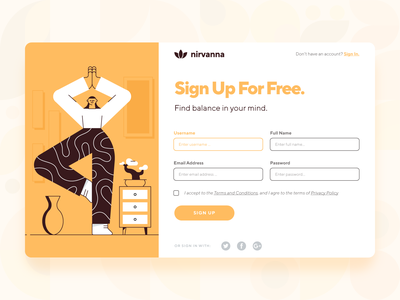 nirvanna
Don't have an account? Sign In.
Sign Up For Free.
Find balance in your mind.
Username
Full Name
Enter username...
Enter full name...
Email Address
Password
Enter email address...
Enter password...
I accept to the Terms and Conditions, and I agree to the terms of Privacy Policy.
SIGN UP
OR SIGN IN WITH: